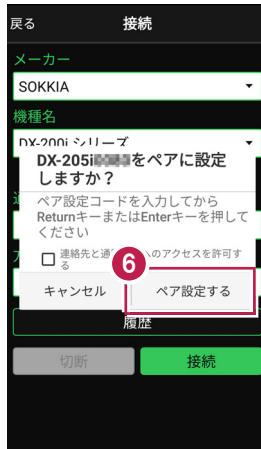 戻る 接続
メーカー
SOKKIA
機種名
DX-200i シリーズ
DX-205i をペアに設定
しますか？
ペア設定コードを入力してから
ReturnキーまたはEnterキーを押して
ください
連絡先と通 へのアクセスを許可す
る
6
キャンセル ペア設定する
履歴
切断 接続